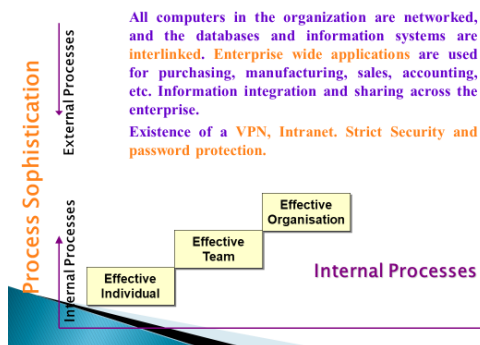 All computers in the organization are networked,
and the databases and information systems are
interlinked. Enterprise wide applications are used
for purchasing, manufacturing, sales, accounting,
etc. Information integration and sharing across the
enterprise.
Existence of a VPN, Intranet. Strict Security and
password protection.
Process Sophistication
External Processes
Internal Processes
Effective
Organisation
Effective
Team
Effective
Individual
Internal Processes